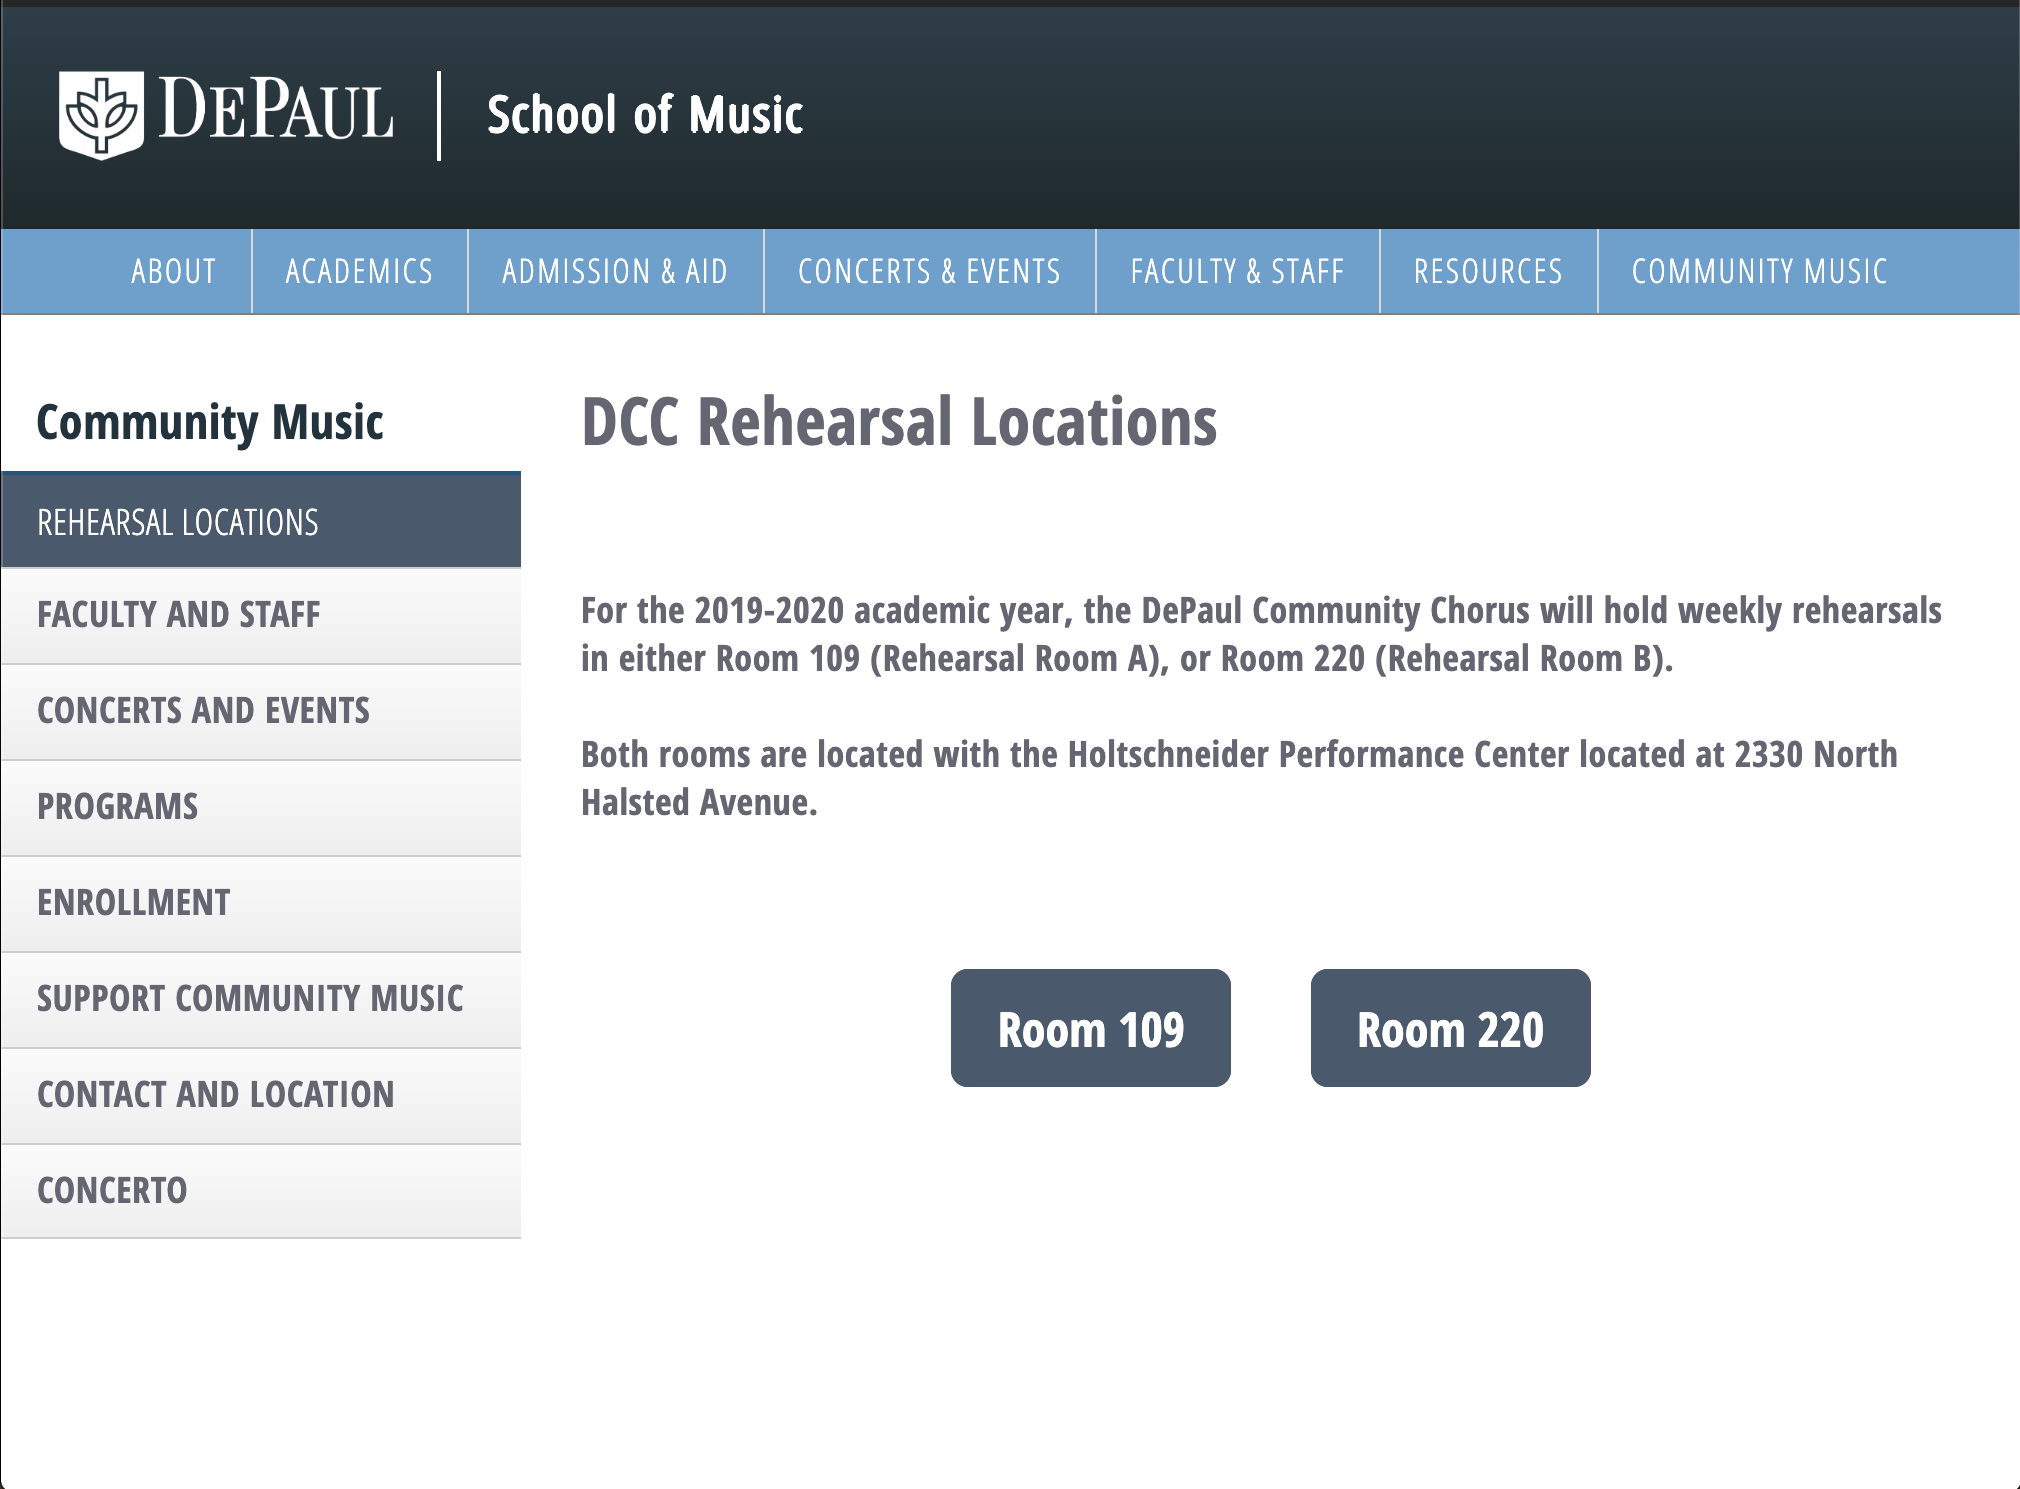 DEPAUL
School of Music
ABOUT
ACADEMICS
ADMISSION & AID
CONCERTS & EVENTS
FACULTY & STAFF
RESOURCES
COMMUNITY MUSIC
Community Music
REHEARSAL LOCATIONS
FACULTY AND STAFF
CONCERTS AND EVENTS
PROGRAMS
ENROLLMENT
SUPPORT COMMUNITY MUSIC
CONTACT AND LOCATION
CONCERTO
DCC Rehearsal Locations
For the 2019-2020 academic year, the DePaul Community Chorus will hold weekly rehearsals
in either Room 109 (Rehearsal Room A), or Room 220 (Rehearsal Room B).
Both rooms are located with the Holtschneider Performance Center located at 2330 North
Halsted Avenue.
Room 109
Room 220